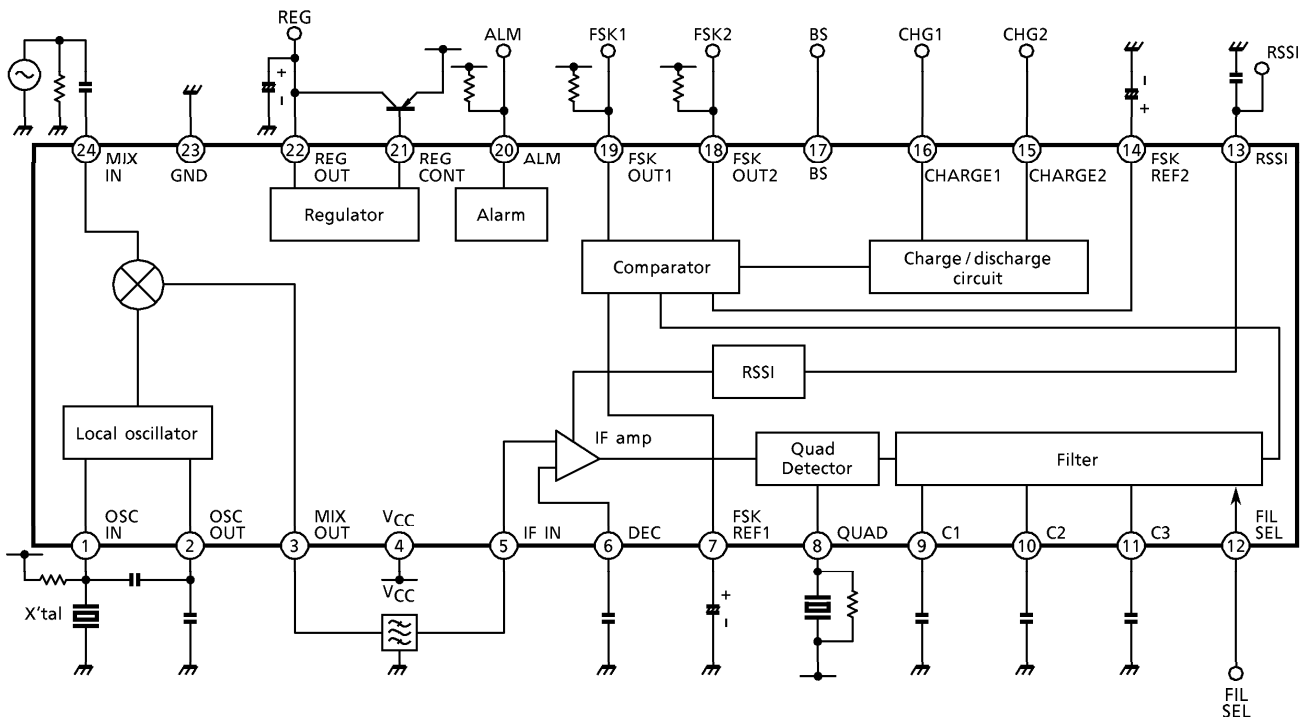 REG
ALM
FSK1
FSK2
BS
CHG1
CHG2
RSSI
+
-
-
+
24
MIX
IN
23
GND
22
REG
OUT
21
REG
CONT
20
ALM
19
FSK
OUT1
18
FSK
OUT2
17
BS
16
CHARGE1
15
CHARGE2
14
FSK
REF2
13
RSSI
Regulator
Alarm
Comparator
Charge / discharge
circuit
RSSI
Local oscillator
IF amp
Quad
Detector
Filter
OSC
IN
1
OSC
OUT
2
MIX
OUT
3
VCC
4
IF IN
5
DEC
6
FSK
REF1
7
QUAD
8
C1
9
C2
10
C3
11
FIL
SEL
12
X'tal
VCC
+
-
FIL
SEL